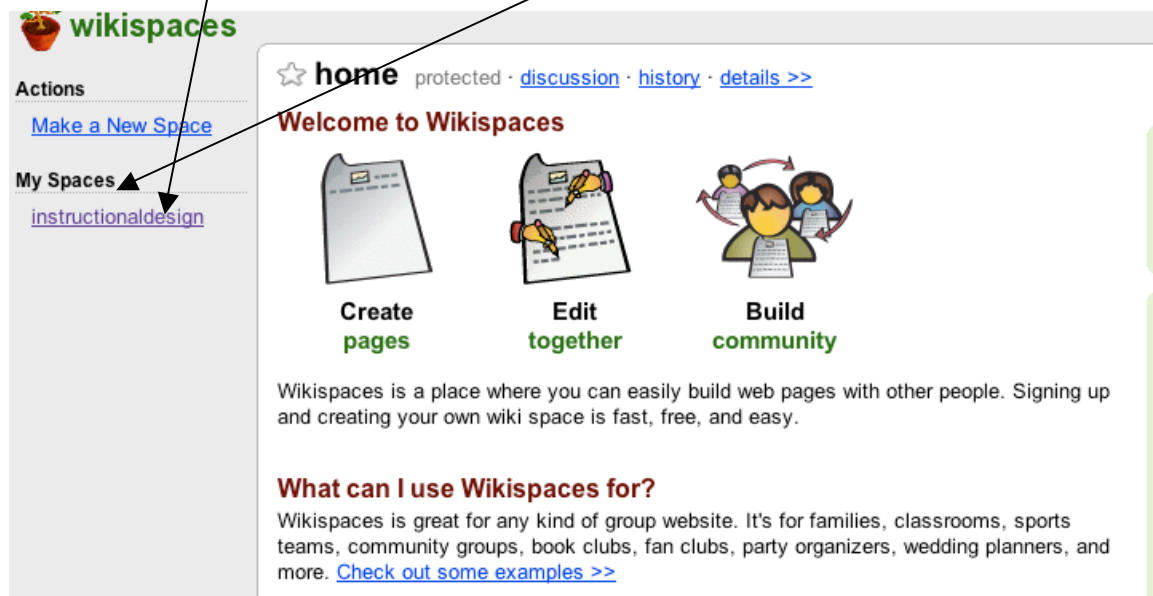 wikispaces
Actions
Make a New Space
My Spaces
instructionaldesign
home protected · discussion · history · details >>
Welcome to Wikispaces
Create pages
Edit together
Build community
Wikispaces is a place where you can easily build web pages with other people. Signing up
and creating your own wiki space is fast, free, and easy.
What can I use Wikispaces for?
Wikispaces is great for any kind of group website. It's for families, classrooms, sports
teams, community groups, book clubs, fan clubs, party organizers, wedding planners, and
more. Check out some examples >>